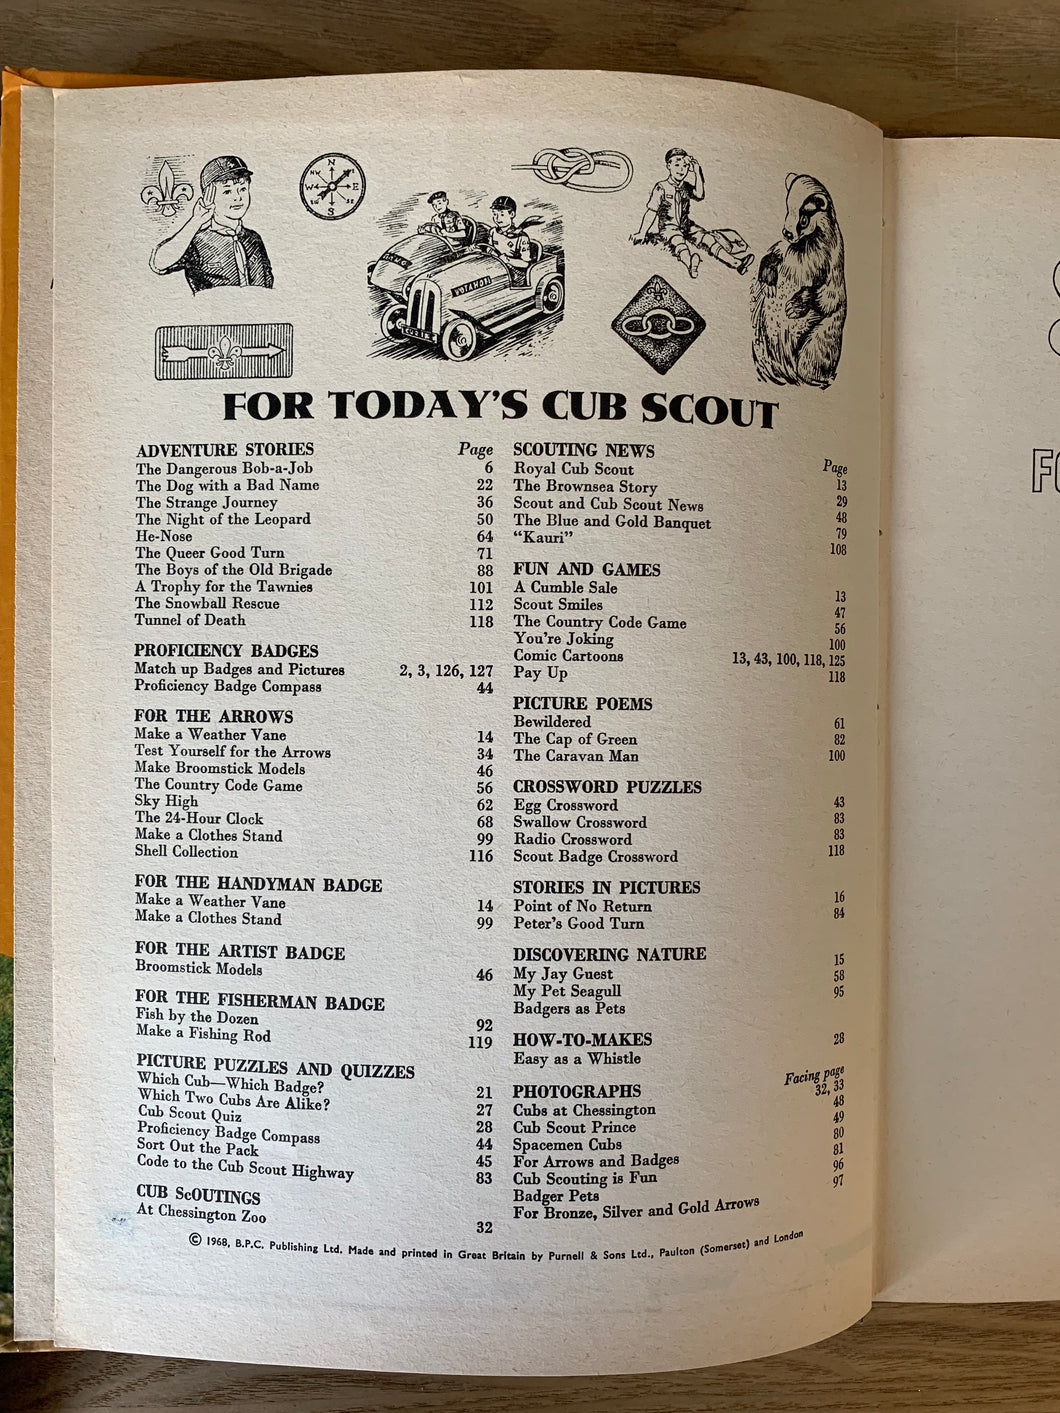 N
NW
W E
SW SE
S
FOR TODAY'S CUB SCOUT
ADVENTURE STORIES Page
The Dangerous Bob-a-Job 6
The Dog with a Bad Name 22
The Strange Journey 36
The Night of the Leopard 50
He-Nose 64
The Queer Good Turn 71
The Boys of the Old Brigade 88
A Trophy for the Tawnies 101
The Snowball Rescue 112
Tunnel of Death 118
PROFICIENCY BADGES
Match up Badges and Pictures 2, 3, 126, 127
Proficiency Badge Compass 44
FOR THE ARROWS
Make a Weather Vane 14
Test Yourself for the Arrows 34
Make Broomstick Models 46
The Country Code Game 56
Sky High 62
The 24-Hour Clock 68
Make a Clothes Stand 99
Shell Collection 116
FOR THE HANDYMAN BADGE
Make a Weather Vane 14
Make a Clothes Stand 99
FOR THE ARTIST BADGE
Broomstick Models 46
FOR THE FISHERMAN BADGE
Fish by the Dozen 92
Make a Fishing Rod 119
PICTURE PUZZLES AND QUIZZES
Which Cub—Which Badge? 21
Which Two Cubs Are Alike? 27
Cub Scout Quiz 28
Proficiency Badge Compass 44
Sort Out the Pack 45
Code to the Cub Scout Highway 83
CUB ScOUTINGS
At Chessington Zoo 32
SCOUTING NEWS Page
Royal Cub Scout 13
The Brownsea Story 29
Scout and Cub Scout News 48
The Blue and Gold Banquet 79
“Kauri” 108
FUN AND GAMES
A Cumble Sale 13
Scout Smiles 47
The Country Code Game 56
You're Joking 100
Comic Cartoons 13, 43, 100, 118, 125
Pay Up 118
PICTURE POEMS
Bewildered 61
The Cap of Green 82
The Caravan Man 100
CROSSWORD PUZZLES
Egg Crossword 43
Swallow Crossword 83
Radio Crossword 83
Scout Badge Crossword 118
STORIES IN PICTURES
Point of No Return 16
Peter's Good Turn 84
DISCOVERING NATURE
My Jay Guest 15
My Pet Seagull 58
Badgers as Pets 95
HOW-TO-MAKES
Easy as a Whistle 28
PHOTOGRAPHS Facing page
Cubs at Chessington 32, 33
Cub Scout Prince 48
Spacemen Cubs 49
For Arrows and Badges 80
Cub Scouting is Fun 81
Badger Pets 96
For Bronze, Silver and Gold Arrows 97
© 1968, B.P.C. Publishing Ltd. Made and printed in Great Britain by Purnell & Sons Ltd., Paulton (Somerset) and London